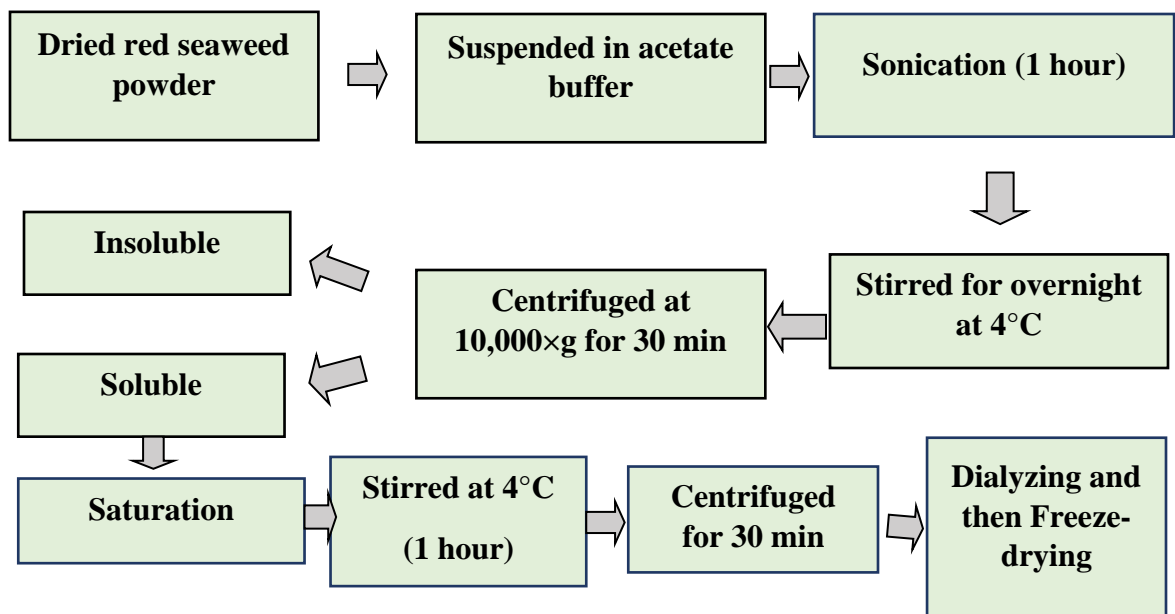 Dried red seaweed
powder
Suspended in acetate
buffer
Sonication (1 hour)
Stirred for overnight
at 4°C
Centrifuged at
10,000×g for 30 min
Insoluble
Soluble
Saturation
Stirred at 4°C
(1 hour)
Centrifuged
for 30 min
Dialyzing and
then Freeze-
drying